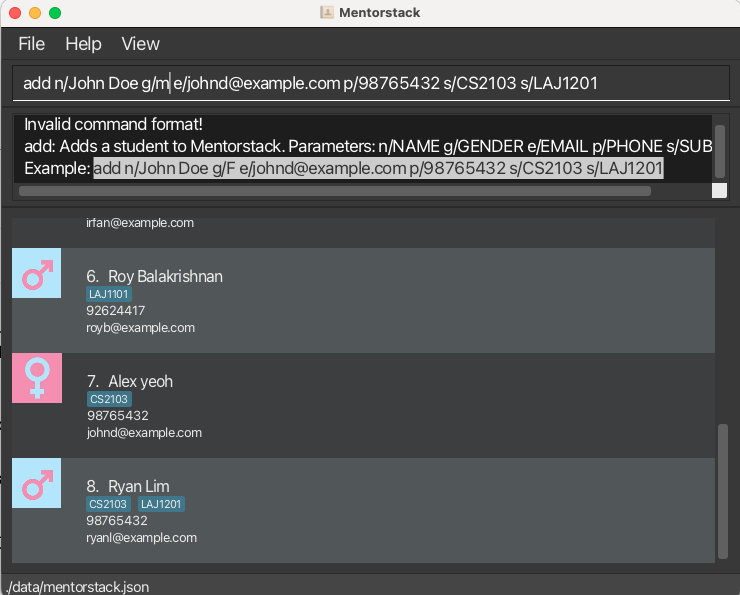 Mentorstack
File Help View
add n/John Doe g/m e/johnd@example.com p/98765432 s/CS2103 s/LAJ1201
Invalid command format!
add: Adds a student to Mentorstack. Parameters: n/NAME g/GENDER e/EMAIL p/PHONE s/SUB
Example: add n/John Doe g/F e/johnd@example.com p/98765432 s/CS2103 s/LAJ1201
irfan@example.com
6. Roy Balakrishnan
LAJ1101
92624417
royb@example.com
7. Alex yeoh
CS2103
98765432
johnd@example.com
8. Ryan Lim
CS2103 LAJ1201
98765432
ryanl@example.com
./data/mentorstack.json